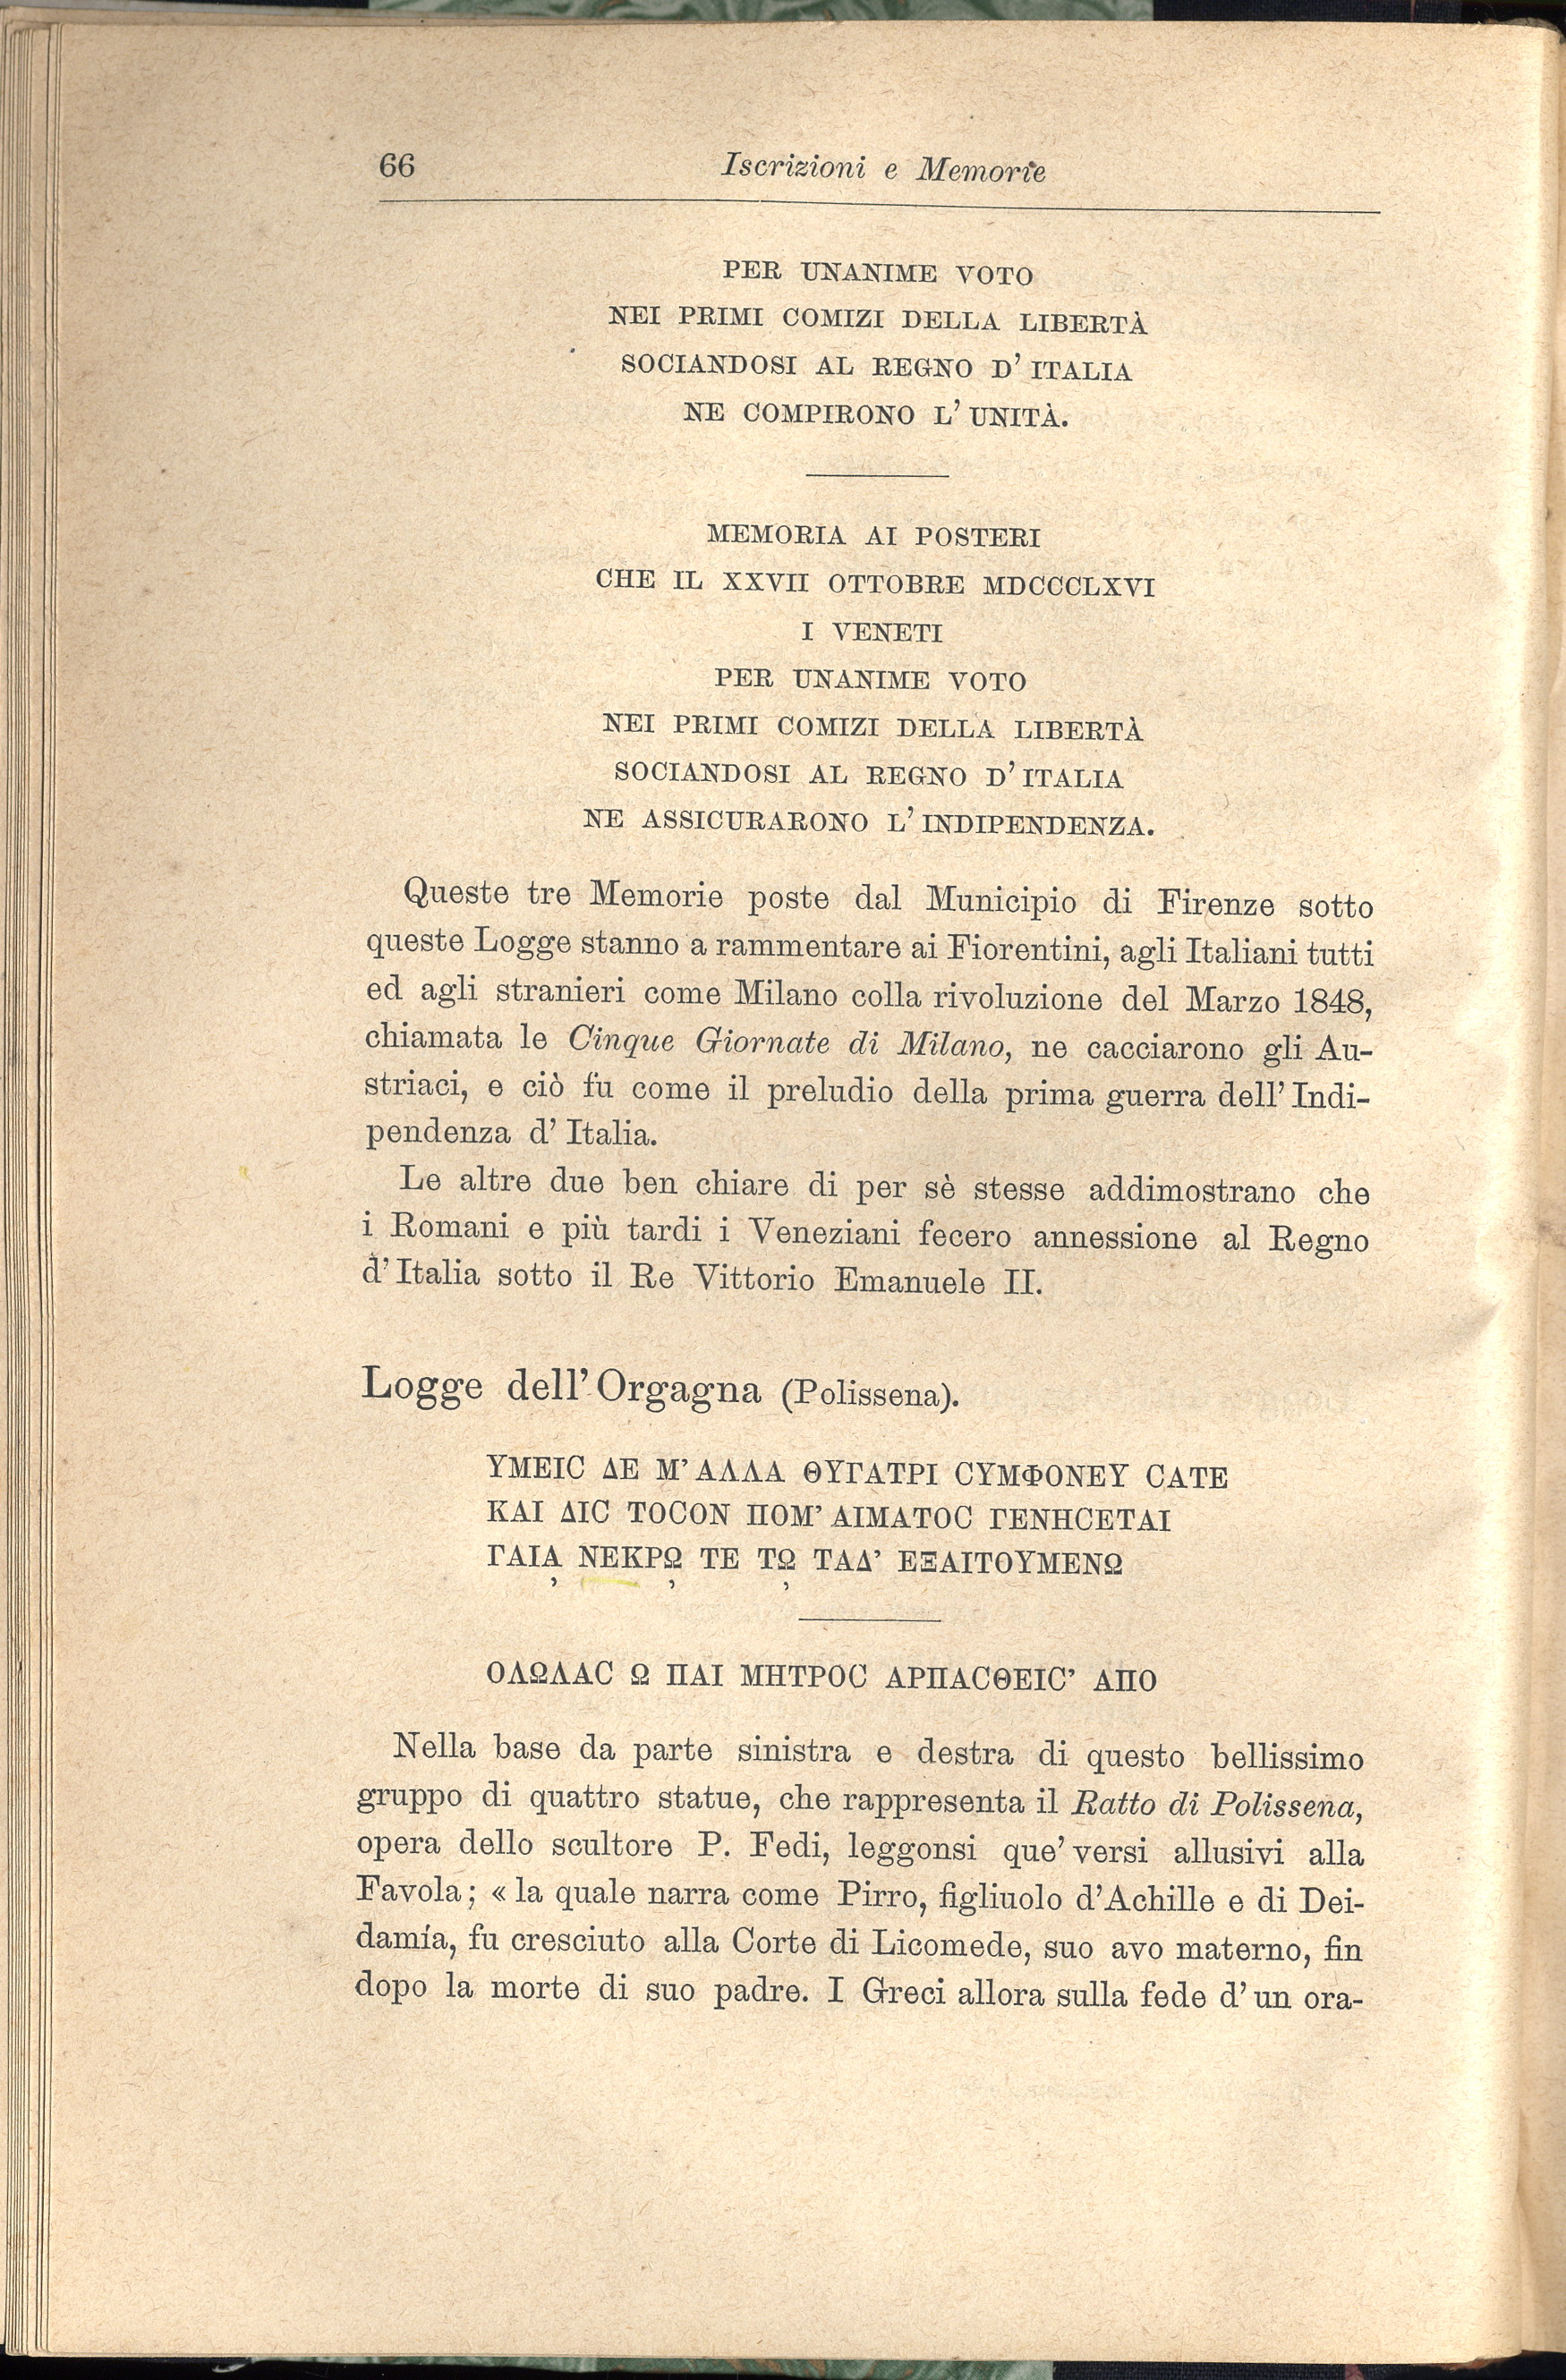 66 Iscrizioni e Memorie
PER UNANIME VOTO
NEI PRIMI COMIZI DELLA LIBERTÀ
SOCIANDOSI AL REGNO D' ITALIA
NE COMPIRONO L' UNITÀ.
MEMORIA AI POSTERI
CHE IL XXVII OTTOBRE MDCCCLXVI
I VENETI
PER UNANIME VOTO
NEI PRIMI COMIZI DELLA LIBERTÀ
SOCIANDOSI AL REGNO D' ITALIA
NE ASSICURARONO L' INDIPENDENZA.
Queste tre Memorie poste dal Municipio di Firenze sotto
queste Logge stanno a rammentare ai Fiorentini, agli Italiani tutti
ed agli stranieri come Milano colla rivoluzione del Marzo 1848,
chiamata le Cinque Giornate di Milano, ne cacciarono gli Au-
striaci, e ciò fu come il preludio della prima guerra dell' Indi-
pendenza d' Italia.
Le altre due ben chiare di per sè stesse addimostrano che
i Romani e più tardi i Veneziani fecero annessione al Regno
d' Italia sotto il Re Vittorio Emanuele II.
Logge dell' Orgagna (Polissena).
ΥΜΕΙC ΔΕ Μ' ΑΛΛΑ ΘΥΓΑΤΡΙ CΥΜΦΟΝΕΥ CΑΤΕ
ΚΑΙ ΔΙC ΤΟCΟΝ ΠΟΜ' ΑΙΜΑΤΟC ΓΕΝΗCΕΤΑΙ
ΓΑΙΑ̦ ΝΕΚΡΩ̦ ΤΕ ΤΩ̦ ΤΑΔ' ΕΞΑΙΤΟΥΜΕΝΩ
ΟΛΩΛΑC Ω ΠΑΙ ΜΗΤΡΟC ΑΡΠΑCΘΕΙC' ΑΠΟ
Nella base da parte sinistra e destra di questo bellissimo
gruppo di quattro statue, che rappresenta il Ratto di Polissena,
opera dello scultore P. Fedi, leggonsi que' versi allusivi alla
Favola; « la quale narra come Pirro, figliuolo d'Achille e di Dei-
damía, fu cresciuto alla Corte di Licomede, suo avo materno, fin
dopo la morte di suo padre. I Greci allora sulla fede d' un ora-